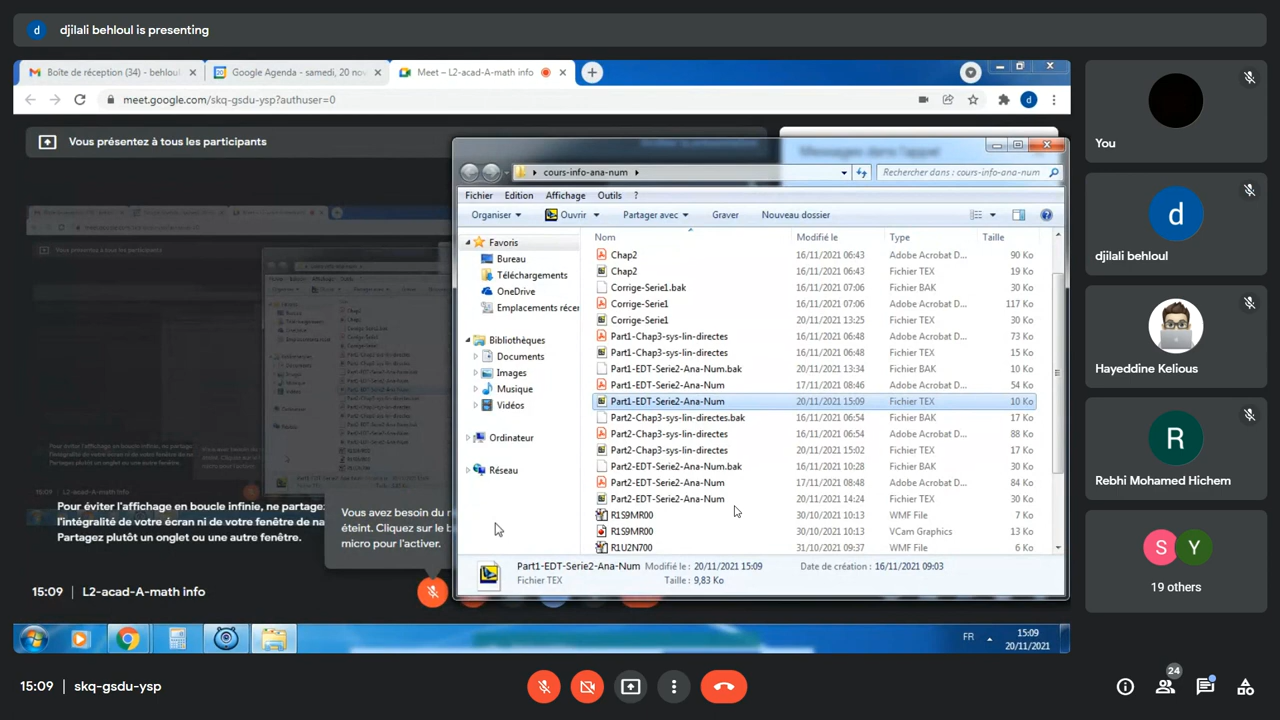 d djilali behloul is presenting
Boîte de réception (34) - behlou
Google Agenda - samedi, 20 nov
Meet – L2-acad-A-math info
meet.google.com/skq-gsdu-ysp?authuser=0
d
Vous présentez à tous les participants
Messages dans l'appel
cours-info-ana-num
Rechercher dans : cours-info-ana-num
Fichier Edition Affichage Outils ?
Organiser Ouvrir Partager avec Graver Nouveau dossier
Favoris
Bureau
Téléchargements
OneDrive
Emplacements récer
Bibliothèques
Documents
Images
Musique
Vidéos
Ordinateur
Réseau
Nom Modifié le Type Taille
Chap2 16/11/2021 06:43 Adobe Acrobat D... 90 Ko
Chap2 16/11/2021 06:43 Fichier TEX 19 Ko
Corrige-Serie1.bak 16/11/2021 07:06 Fichier BAK 30 Ko
Corrige-Serie1 16/11/2021 07:06 Adobe Acrobat D... 117 Ko
Corrige-Serie1 20/11/2021 13:25 Fichier TEX 30 Ko
Part1-Chap3-sys-lin-directes 16/11/2021 06:48 Adobe Acrobat D... 75 Ko
Part1-Chap3-sys-lin-directes 16/11/2021 06:48 Fichier TEX 15 Ko
Part1-EDT-Serie2-Ana-Num.bak 20/11/2021 13:34 Fichier BAK 10 Ko
Part1-EDT-Serie2-Ana-Num 17/11/2021 08:46 Adobe Acrobat D... 54 Ko
Part1-EDT-Serie2-Ana-Num 20/11/2021 15:09 Fichier TEX 10 Ko
Part2-Chap3-sys-lin-directes.bak 16/11/2021 06:54 Fichier BAK 17 Ko
Part2-Chap3-sys-lin-directes 16/11/2021 06:54 Adobe Acrobat D... 88 Ko
Part2-Chap3-sys-lin-directes 20/11/2021 15:02 Fichier TEX 17 Ko
Part2-EDT-Serie2-Ana-Num.bak 16/11/2021 10:28 Fichier BAK 30 Ko
Part2-EDT-Serie2-Ana-Num 17/11/2021 08:48 Adobe Acrobat D... 84 Ko
Part2-EDT-Serie2-Ana-Num 20/11/2021 14:24 Fichier TEX 30 Ko
R1S9MR00 30/10/2021 10:13 WMF File 7 Ko
R1S9MR00 30/10/2021 10:13 VCam Graphics 13 Ko
R1U2N700 31/10/2021 09:37 WMF File 6 Ko
Part1-EDT-Serie2-Ana-Num Modifié le : 20/11/2021 15:09 Date de création : 16/11/2021 09:03
Fichier TEX Taille : 9,83 Ko
Pour éviter l'affichage en boucle infinie, ne partagez
l'intégralité de votre écran ni de votre fenêtre de na
Partagez plutôt un onglet ou une autre fenêtre.
Vous avez besoin du m
éteint. Cliquez sur le b
micro pour l'activer.
15:09 L2-acad-A-math info
FR 15:09
20/11/2021
You
d
djilali behloul
Hayeddine Kelious
R
Rebhi Mohamed Hichem
S Y
19 others
15:09 skq-gsdu-ysp
24